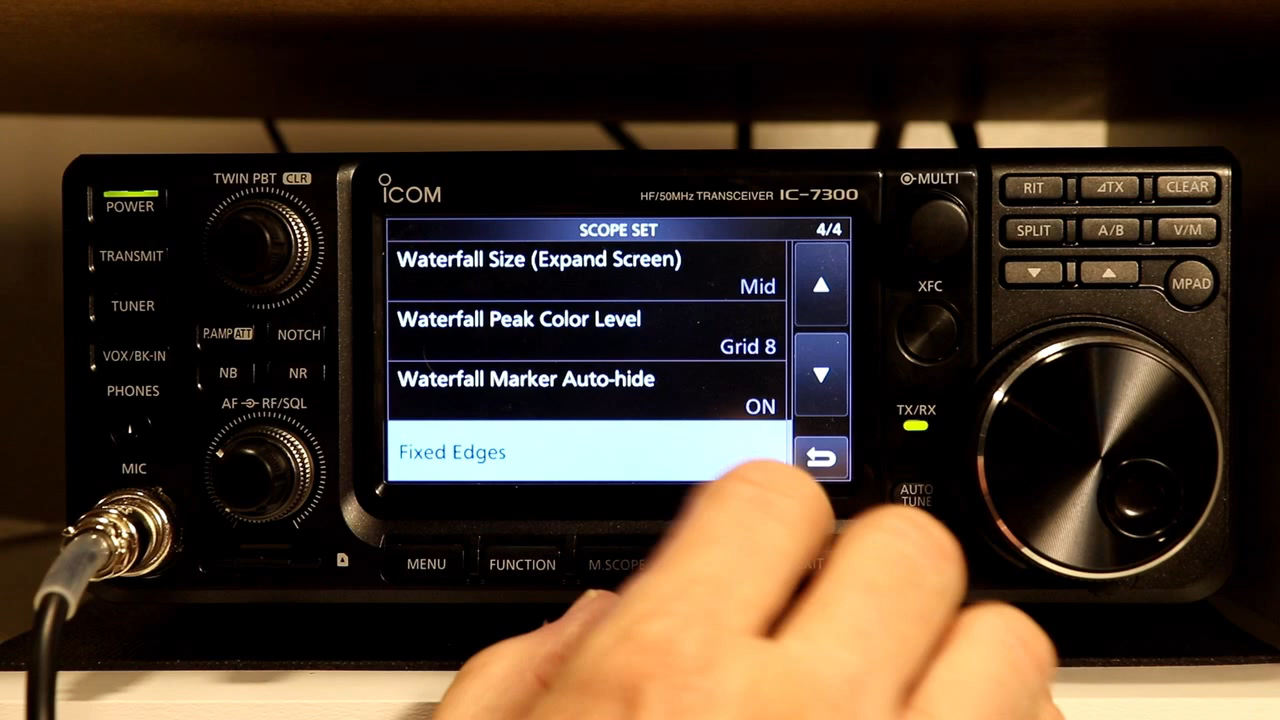 TWIN PBT CLR
ICOM
HF/50MHz TRANSCEIVER IC-7300
MULTI
RIT
⊿TX
CLEAR
POWER
SCOPE SET 4/4
SPLIT
A/B
V/M
TRANSMIT
Waterfall Size (Expand Screen)
Mid
XFC
MPAD
TUNER
Waterfall Peak Color Level
Grid 8
P.AMP ATT
NOTCH
VOX/BK-IN
NB
NR
Waterfall Marker Auto-hide
ON
PHONES
AF RF/SQL
TX/RX
Fixed Edges
MIC
AUTO
TUNE
MENU
FUNCTION
M.SCOPE